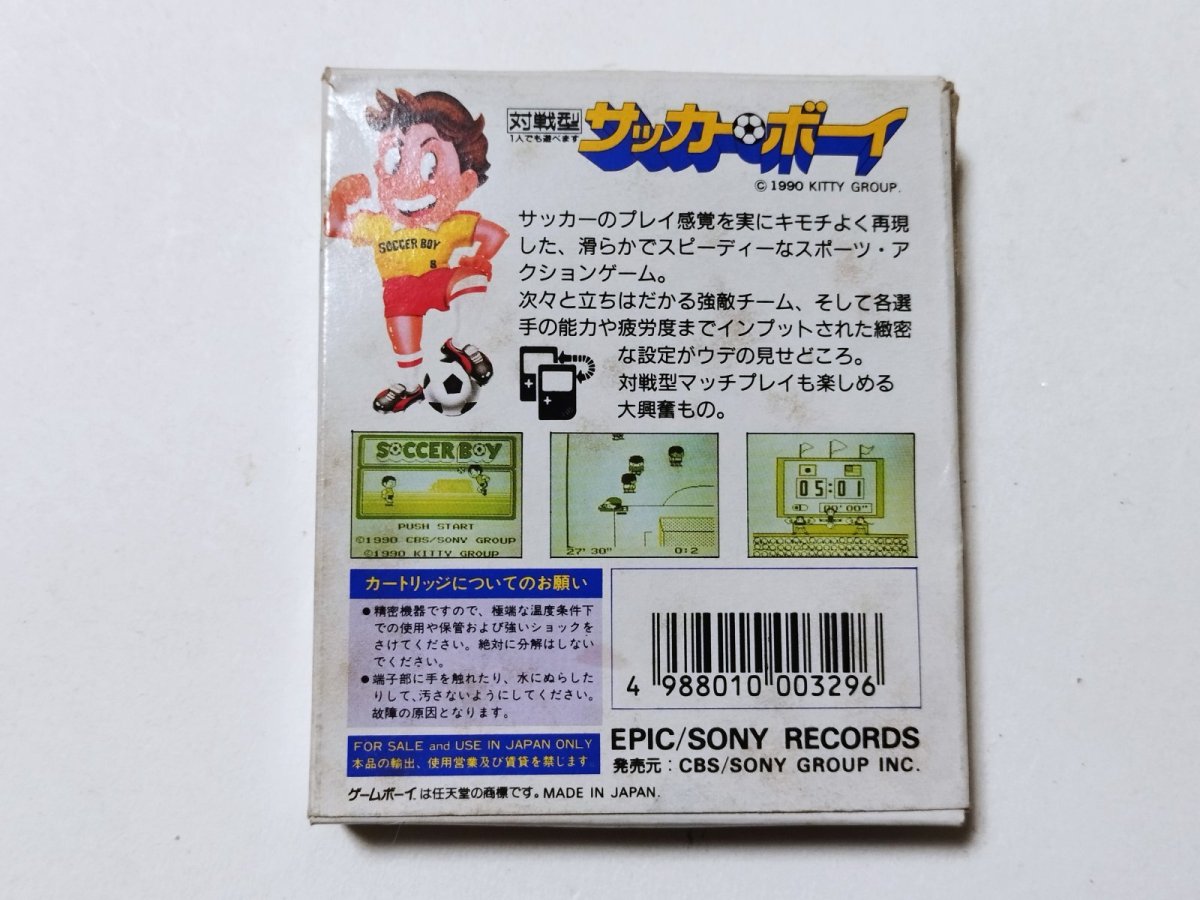 対戦型
1人でも遊べます
サッカーボーイ
© 1990 KITTY GROUP.
SOCCER BOY
8
サッカーのプレイ感覚を実にキモチよく再現
した、滑らかでスピーディーなスポーツ・ア
クションゲーム。
次々と立ちはだかる強敵チーム、そして各選
手の能力や疲労度までインプットされた緻密
な設定がウデの見せどころ。
対戦型マッチプレイも楽しめる
大興奮もの。
SOCCER BOY
PUSH START
©1990 CBS/SONY GROUP
©1990 KITTY GROUP
27' 30" 0:2
05:01
00'00"
カートリッジについてのお願い
●精密機器ですので、極端な温度条件下
での使用や保管および強いショックを
さけてください。絶対に分解はしない
でください。
●端子部に手を触れたり、水にぬらした
りして、汚さないようにしてください。
故障の原因となります。
4 988010 003296
FOR SALE and USE IN JAPAN ONLY
本品の輸出、使用営業及び賃貸を禁じます。
EPIC/SONY RECORDS
発売元：CBS/SONY GROUP INC.
ゲームボーイは任天堂の商標です。MADE IN JAPAN.